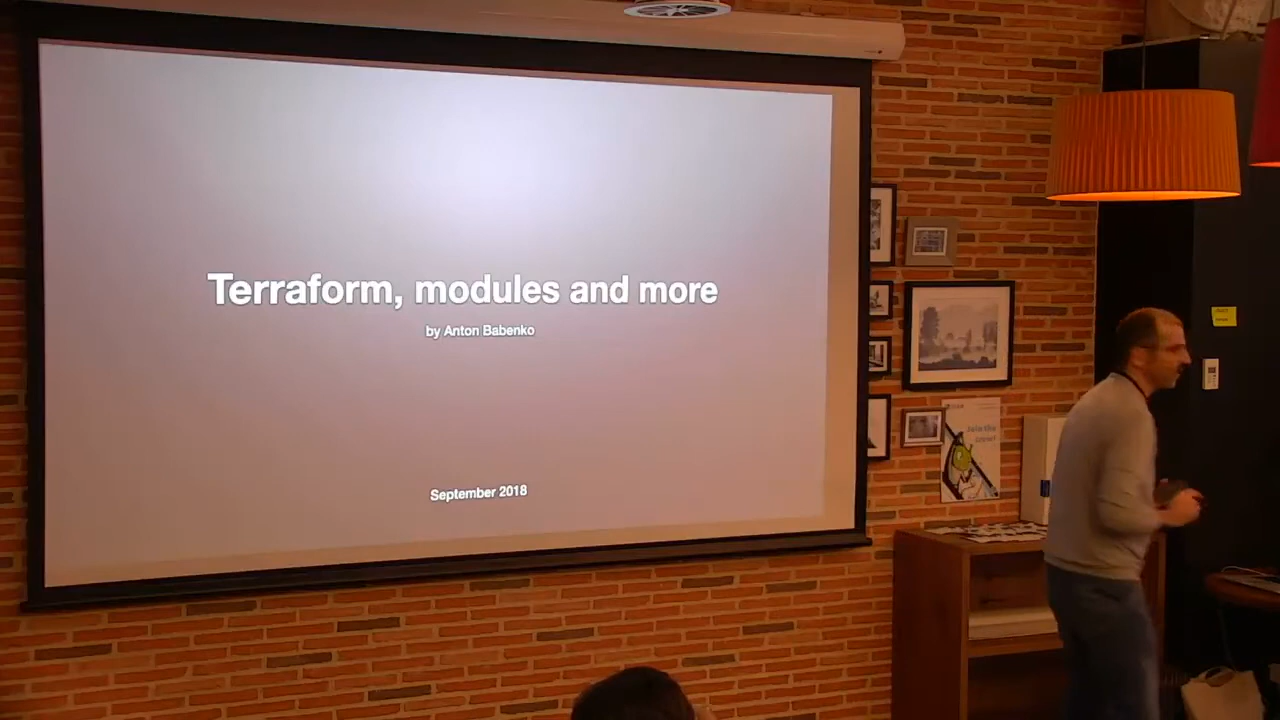 Terraform, modules and more
by Anton Babenko
September 2018